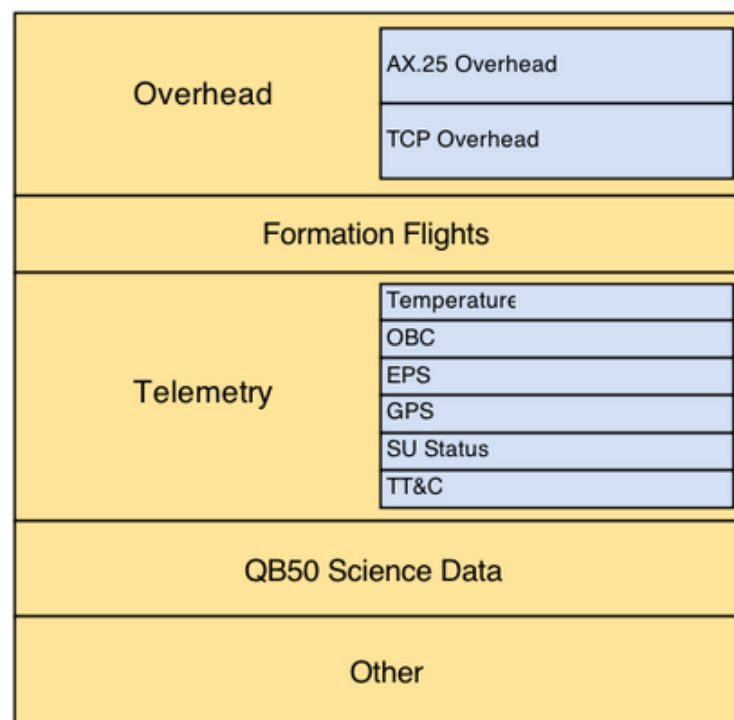 Overhead
AX.25 Overhead
TCP Overhead
Formation Flights
Telemetry
Temperature
OBC
EPS
GPS
SU Status
TT&C
QB50 Science Data
Other